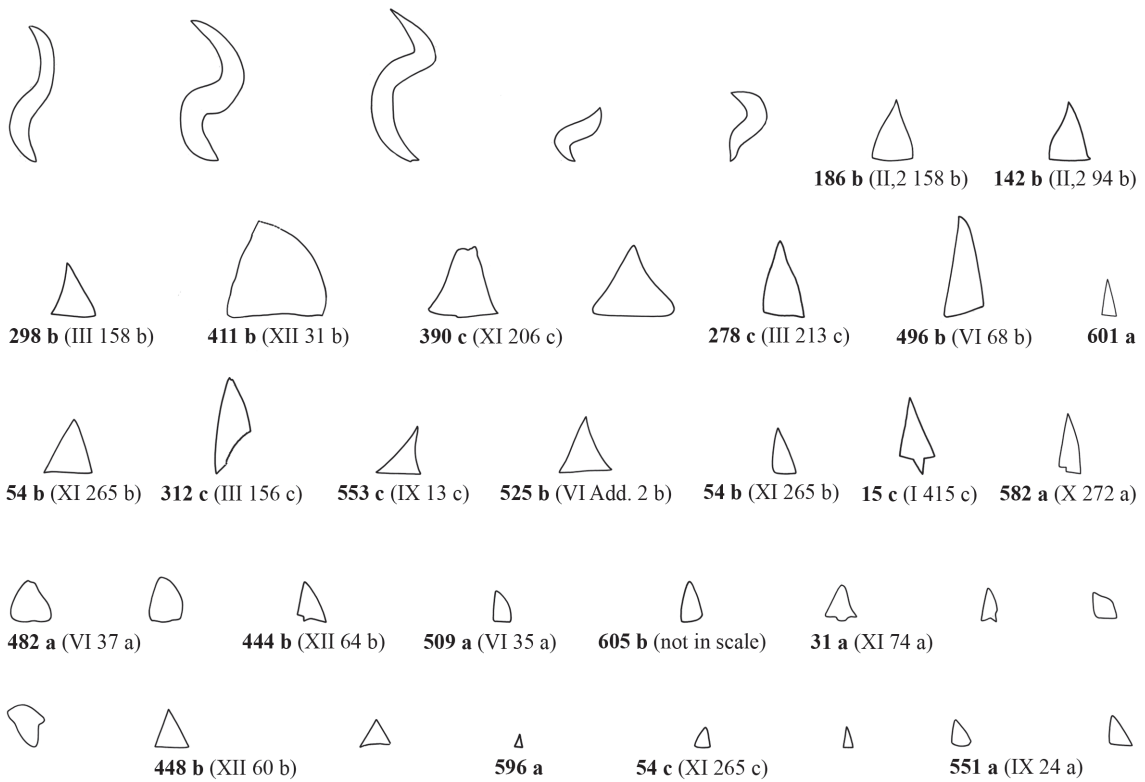 186 b (II,2 158 b) 142 b (II,2 94 b)
298 b (III 158 b) 411 b (XII 31 b) 390 c (XI 206 c) 278 c (III 213 c) 496 b (VI 68 b) 601 a
54 b (XI 265 b) 312 c (III 156 c) 553 c (IX 13 c) 525 b (VI Add. 2 b) 54 b (XI 265 b) 15 c (I 415 c) 582 a (X 272 a)
482 a (VI 37 a) 444 b (XII 64 b) 509 a (VI 35 a) 605 b (not in scale) 31 a (XI 74 a)
448 b (XII 60 b) 596 a 54 c (XI 265 c) 551 a (IX 24 a)